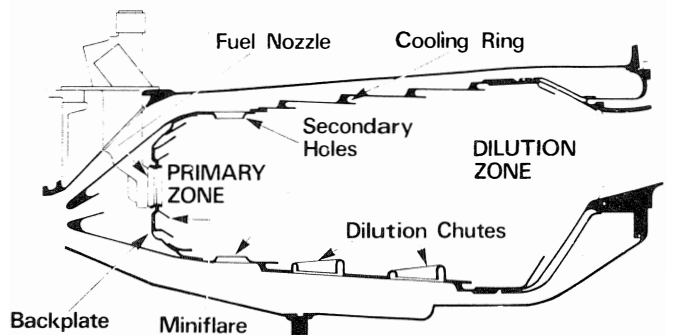 Fuel Nozzle
Cooling Ring
Secondary
Holes
DILUTION
ZONE
PRIMARY
ZONE
Dilution Chutes
Backplate
Miniflare